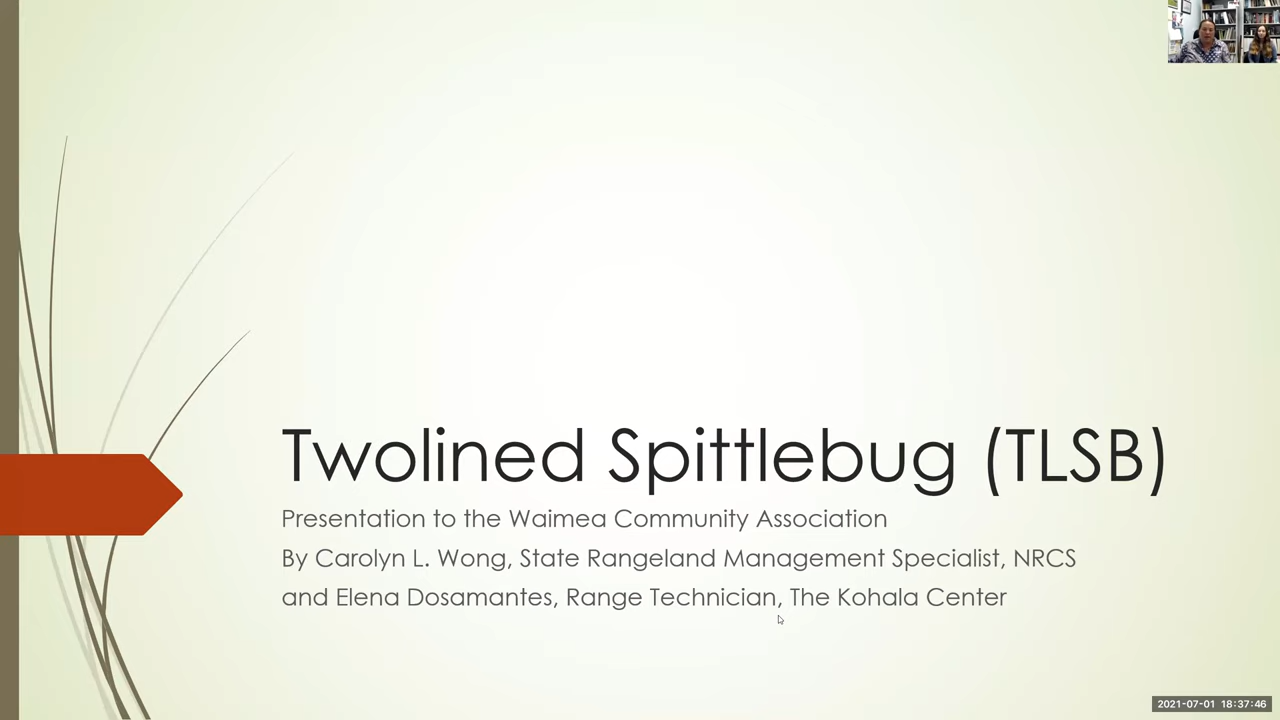 Twolined Spittlebug (TLSB)
Presentation to the Waimea Community Association
By Carolyn L. Wong, State Rangeland Management Specialist, NRCS
and Elena Dosamantes, Range Technician, The Kohala Center
2021-07-01 18:37:46